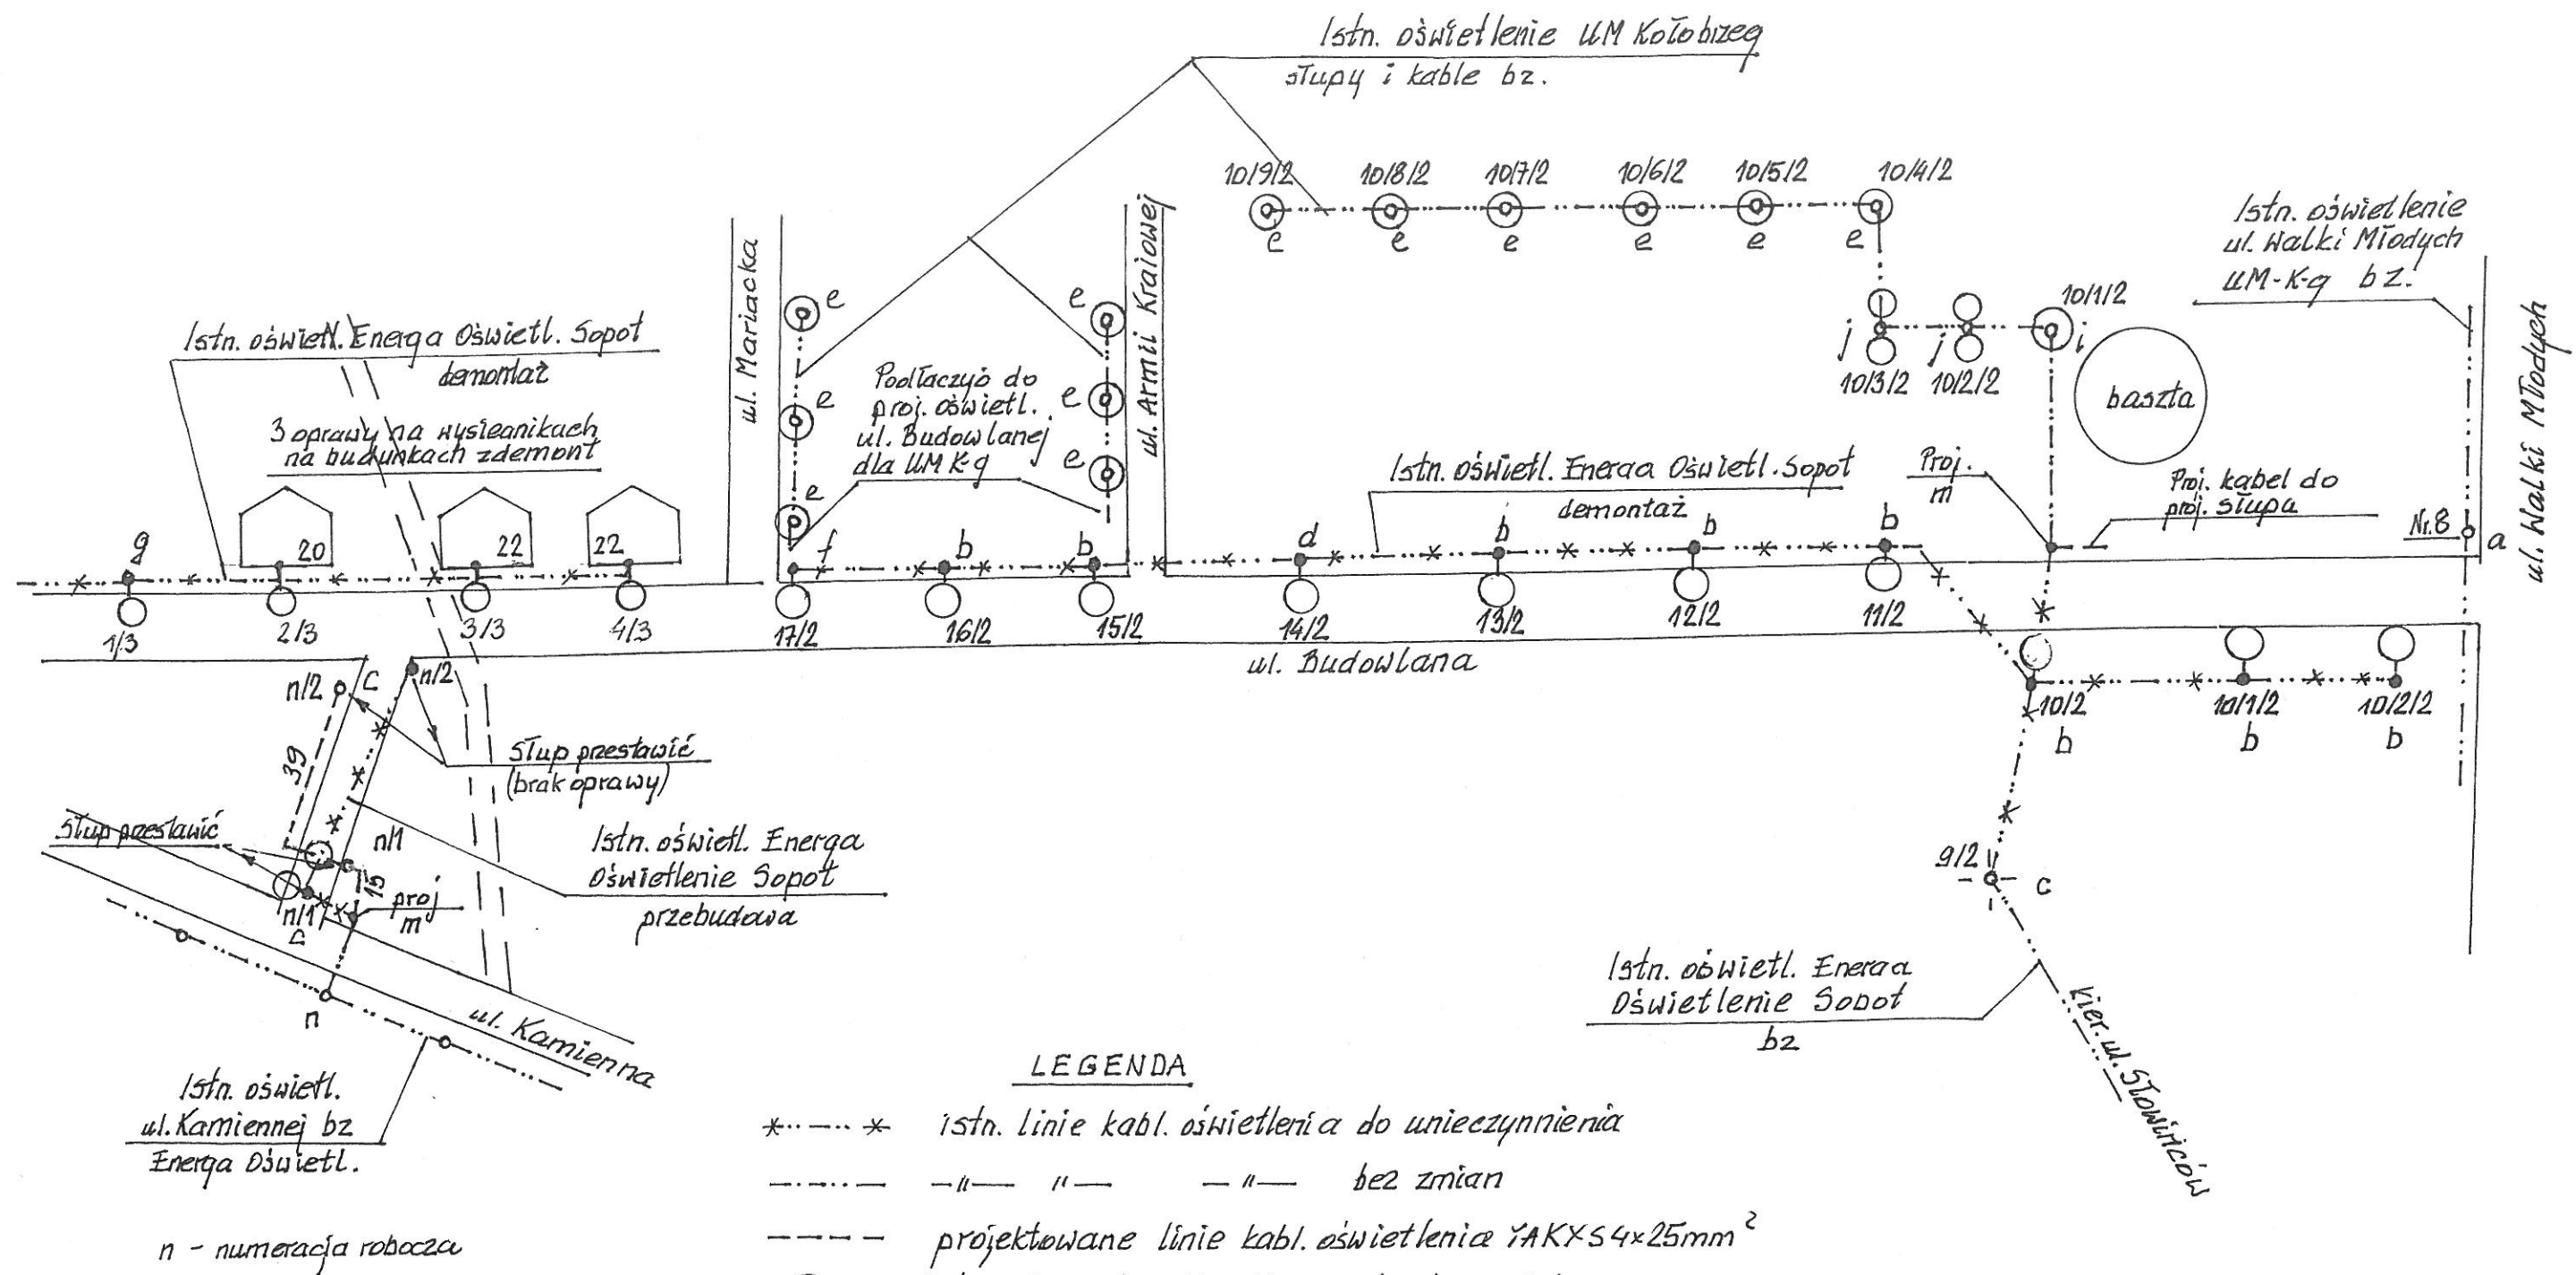 Istn. oświetlenie UM Kołobrzeg
słupy i kable bz.
10/9/2
10/8/2
10/7/2
10/6/2
10/5/2
10/4/2
e
e
e
e
e
e
Istn. oświetlenie
ul. Walki Młodych
UM-K-g bz.
ul. Walki Młodych
ul. Mariacka
ul. Armii Krajowej
e
e
e
e
e
e
10/1/2
i
j
j
10/3/2
10/2/2
baszta
Istn. oświetl. Energa Oświetl. Sopot
demontaż
3 oprawy na wysięgnikach
na budynkach zdemont
Podłączyć do
proj. oświetl.
ul. Budowlanej
dla UM K-g
Istn. oświetl. Energa Oświetl. Sopot
demontaż
Proj.
m
Proj. kabel do
proj. słupa
Nr.8
a
g
20
22
22
f
b
b
d
b
b
b
1/3
2/3
3/3
4/3
17/2
16/2
15/2
14/2
13/2
12/2
11/2
ul. Budowlana
10/2
10/1/2
10/2/2
b
b
b
n/2
c
n/2
39
Słup przestawić
(brak oprawy)
Słup przestawić
n/1
15
n/1
proj
m
Istn. oświetl. Energa
Oświetlenie Sopot
przebudowa
9/2
c
n
ul. Kamienna
Istn. oświetl. Energa
Oświetlenie Sopot
bz
Kier. ul. Słowińców
Istn. oświetl.
ul. Kamiennej bz
Energa Oświetl.
LEGENDA
istn. linie kabl. oświetlenia do unieczynnienia
—"— "— —"— bez zmian
projektowane linie kabl. oświetlenia YAKXS 4x25mm²
n - numeracja robocza